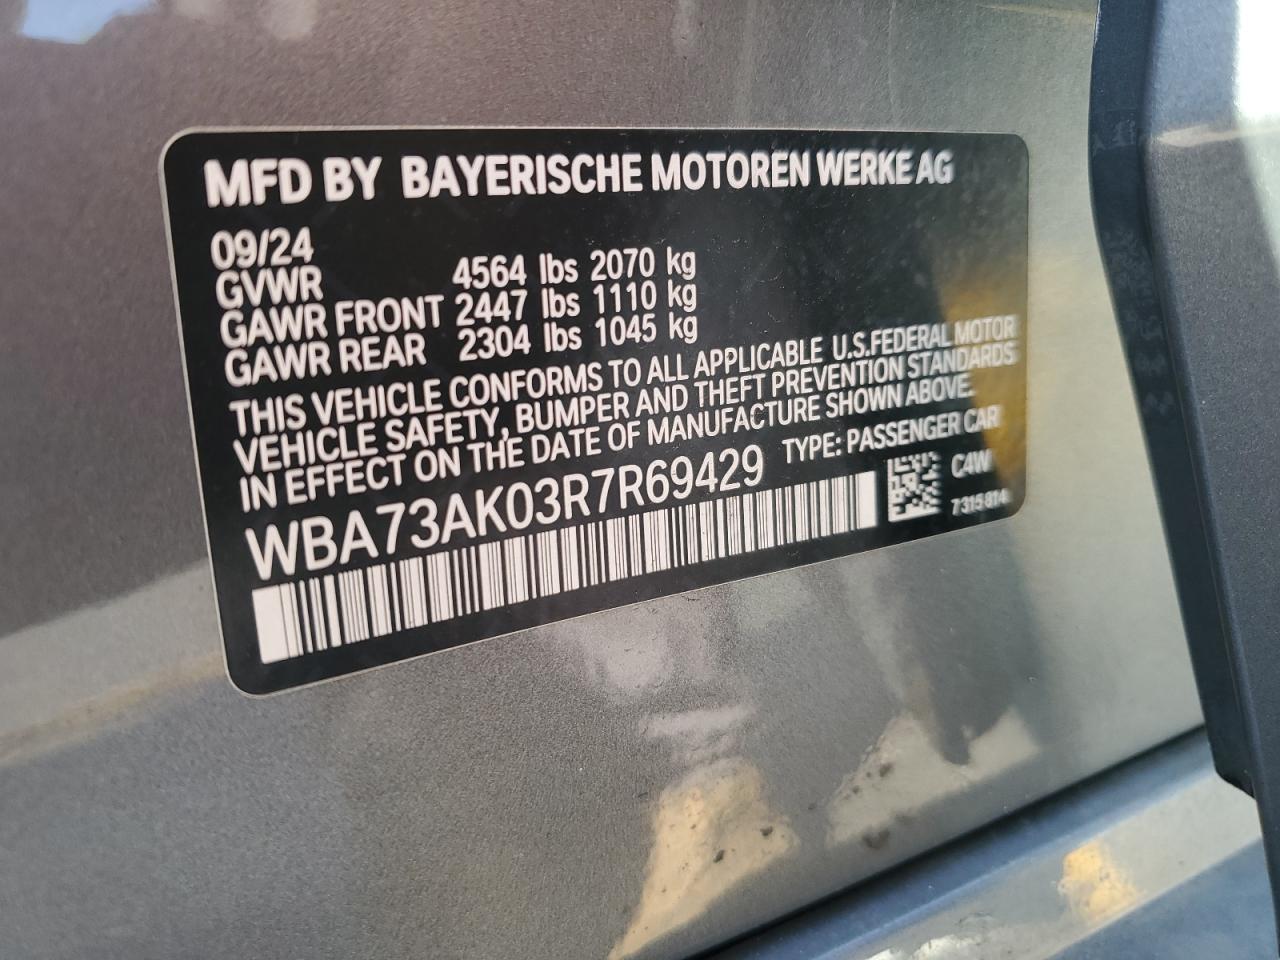 MFD BY BAYERISCHE MOTOREN WERKE AG
09/24
GVWR 4564 lbs 2070 kg
GAWR FRONT 2447 lbs 1110 kg
GAWR REAR 2304 lbs 1045 kg
THIS VEHICLE CONFORMS TO ALL APPLICABLE U.S.FEDERAL MOTOR
VEHICLE SAFETY, BUMPER AND THEFT PREVENTION STANDARDS
IN EFFECT ON THE DATE OF MANUFACTURE SHOWN ABOVE.
WBA73AK03R7R69429 TYPE: PASSENGER CAR
C4W